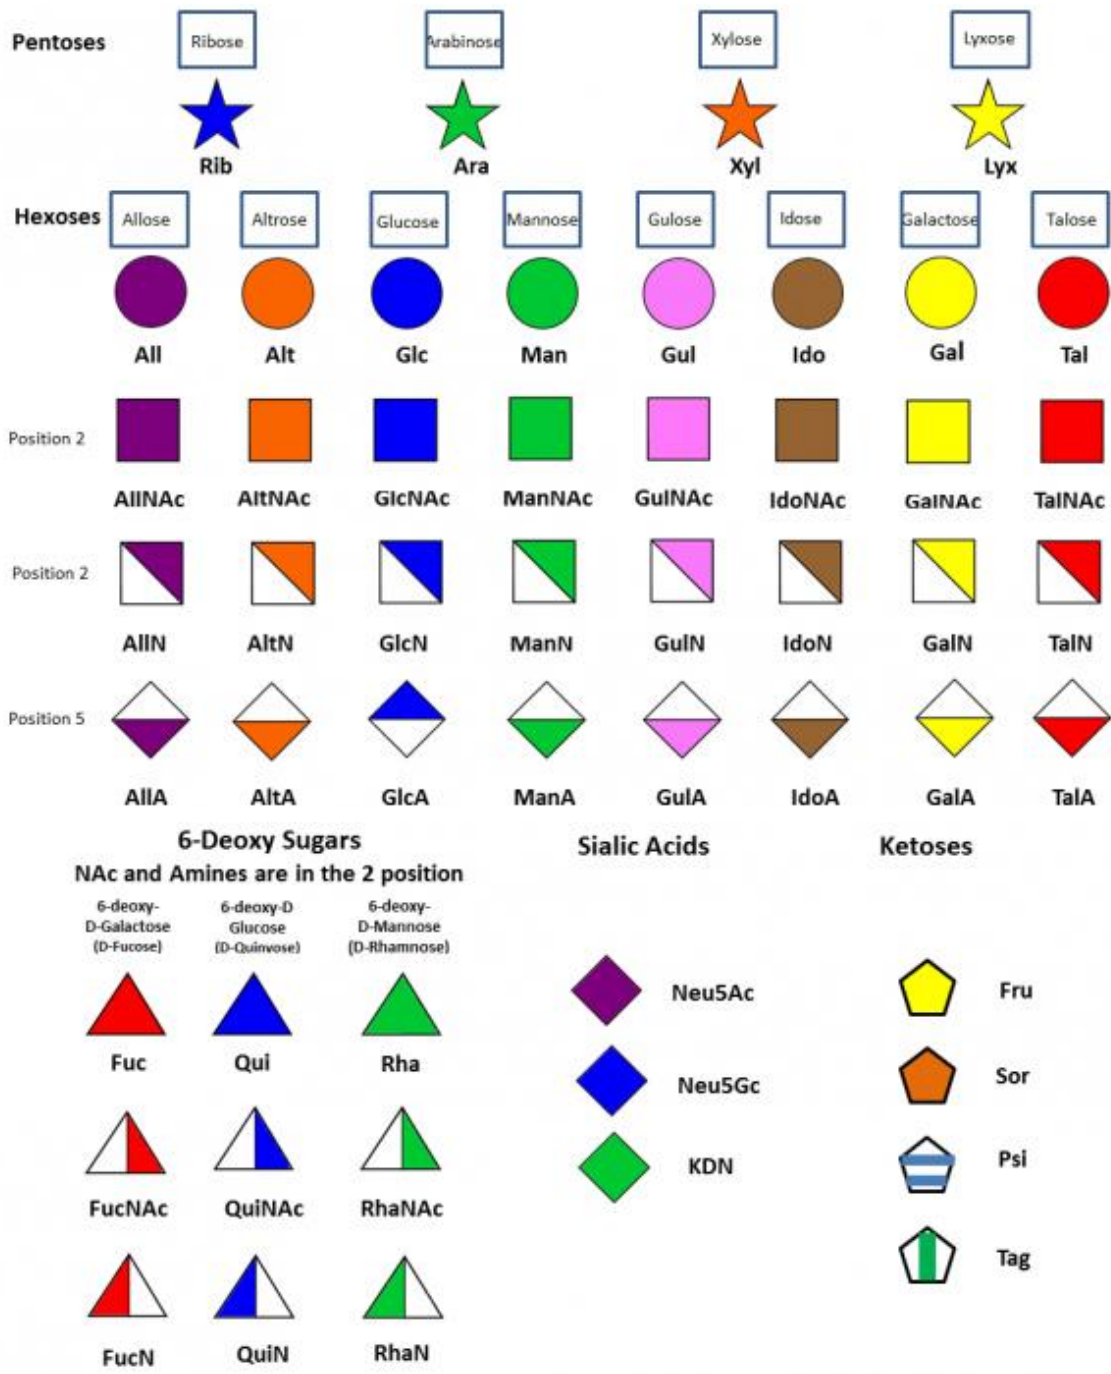 Pentoses
Ribose
Arabinose
Xylose
Lyxose
Rib
Ara
Xyl
Lyx
Hexoses
Allose
Altrose
Glucose
Mannose
Gulose
Idose
Galactose
Talose
All
Alt
Glc
Man
Gul
Ido
Gal
Tal
Position 2
AllNAc
AltNAc
GlcNAc
ManNAc
GulNAc
IdoNAc
GalNAc
TalNAc
Position 2
AllN
AltN
GlcN
ManN
GulN
IdoN
GalN
TalN
Position 5
AllA
AltA
GlcA
ManA
GulA
IdoA
GalA
TalA
6-Deoxy Sugars
NAc and Amines are in the 2 position
6-deoxy-
D-Galactose
(D-Fucose)
6-deoxy-D
Glucose
(D-Quinvose)
6-deoxy-
D-Mannose
(D-Rhamnose)
Fuc
Qui
Rha
FucNAc
QuiNAc
RhaNAc
FucN
QuiN
RhaN
Sialic Acids
Neu5Ac
Neu5Gc
KDN
Ketoses
Fru
Sor
Psi
Tag